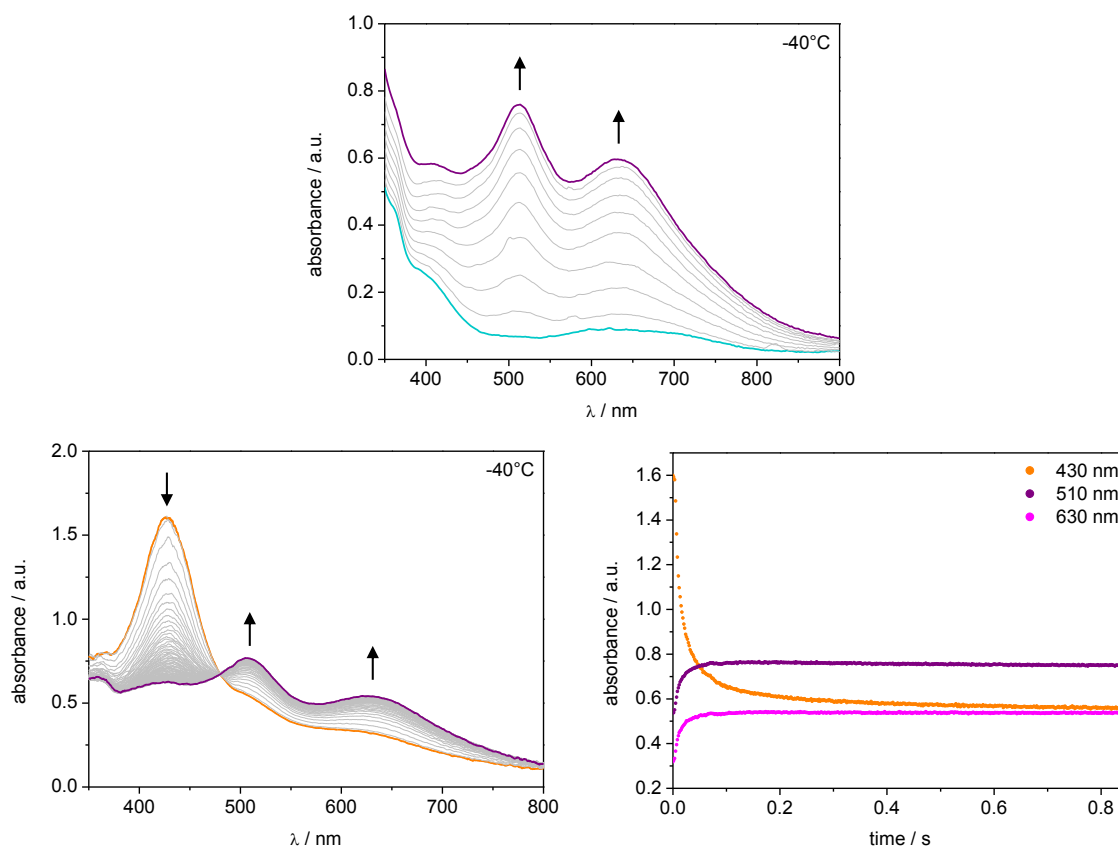 -40°C
absorbance / a.u.
1.0
0.8
0.6
0.4
0.2
0.0
400 500 600 700 800 900
λ / nm
-40°C
absorbance / a.u.
2.0
1.5
1.0
0.5
0.0
400 500 600 700 800
λ / nm
430 nm
510 nm
630 nm
absorbance / a.u.
1.6
1.4
1.2
1.0
0.8
0.6
0.4
0.2
0.0 0.2 0.4 0.6 0.8
time / s